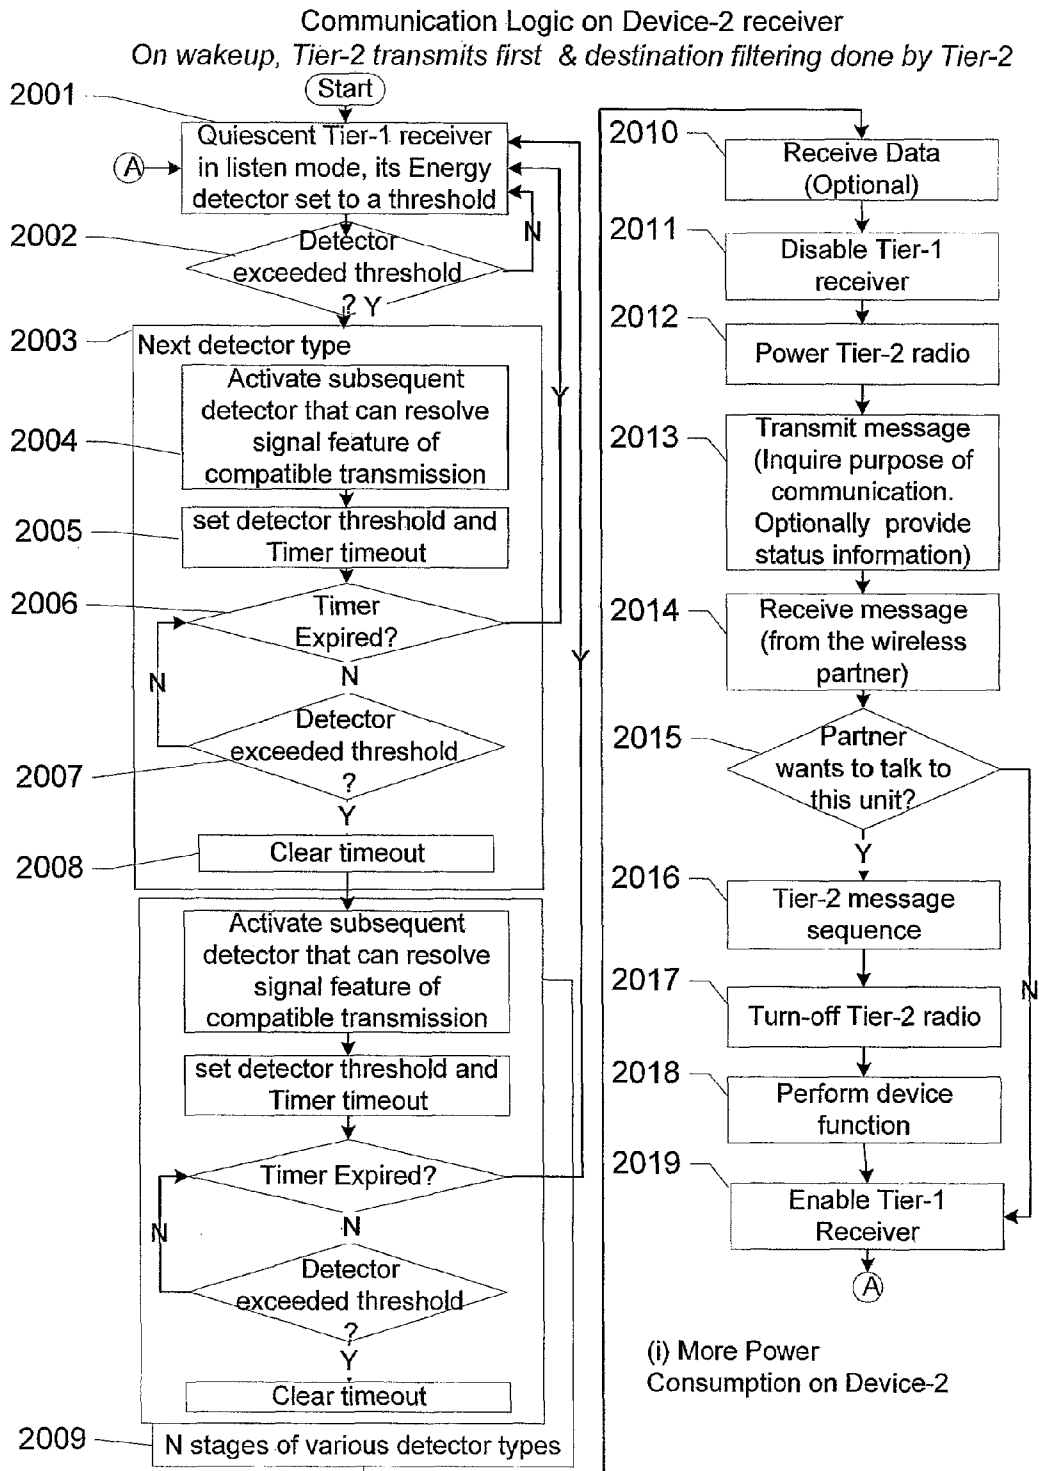 Communication Logic on Device-2 receiver
On wakeup, Tier-2 transmits first & destination filtering done by Tier-2
Start
2001
Quiescent Tier-1 receiver
in listen mode, its Energy
detector set to a threshold
A
2002
Detector
exceeded threshold
?
Y
N
2003
Next detector type
2004
Activate subsequent
detector that can resolve
signal feature of
compatible transmission
2005
set detector threshold and
Timer timeout
2006
Timer
Expired?
Y
N
N
2007
Detector
exceeded threshold
?
Y
2008
Clear timeout
Activate subsequent
detector that can resolve
signal feature of
compatible transmission
set detector threshold and
Timer timeout
Timer Expired?
Y
N
N
Detector
exceeded threshold
?
Y
Clear timeout
2009
N stages of various detector types
2010
Receive Data
(Optional)
2011
Disable Tier-1
receiver
2012
Power Tier-2 radio
2013
Transmit message
(Inquire purpose of
communication.
Optionally provide
status information)
2014
Receive message
(from the wireless
partner)
2015
Partner
wants to talk to
this unit?
Y
N
2016
Tier-2 message
sequence
2017
Turn-off Tier-2 radio
2018
Perform device
function
2019
Enable Tier-1
Receiver
A
(i) More Power
Consumption on Device-2